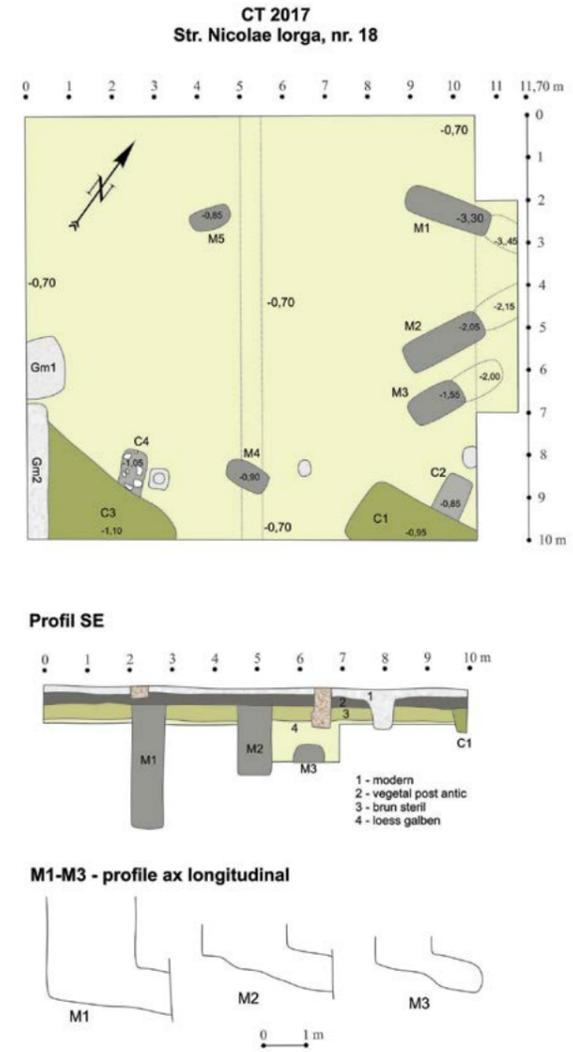 CT 2017
Str. Nicolae Iorga, nr. 18
0 1 2 3 4 5 6 7 8 9 10 11 11,70 m
0
-0,70
1
N
2
-0,85
-3,30
M5
M1
3
-3,45
-0,70
4
-0,70
-2,15
M2
-2,05
5
Gm1
6
M3
-2,00
-1,55
7
C4
M4
8
Gm2
-1,05
C2
-0,90
-0,85
9
C3
C1
-1,10
-0,70
-0,95
10 m
Profil SE
0 1 2 3 4 5 6 7 8 9 10 m
1
2
3
4
M1
M2
M3
C1
1 - modern
2 - vegetal post antic
3 - brun steril
4 - loess galben
M1-M3 - profile ax longitudinal
M1
M2
M3
0 1 m